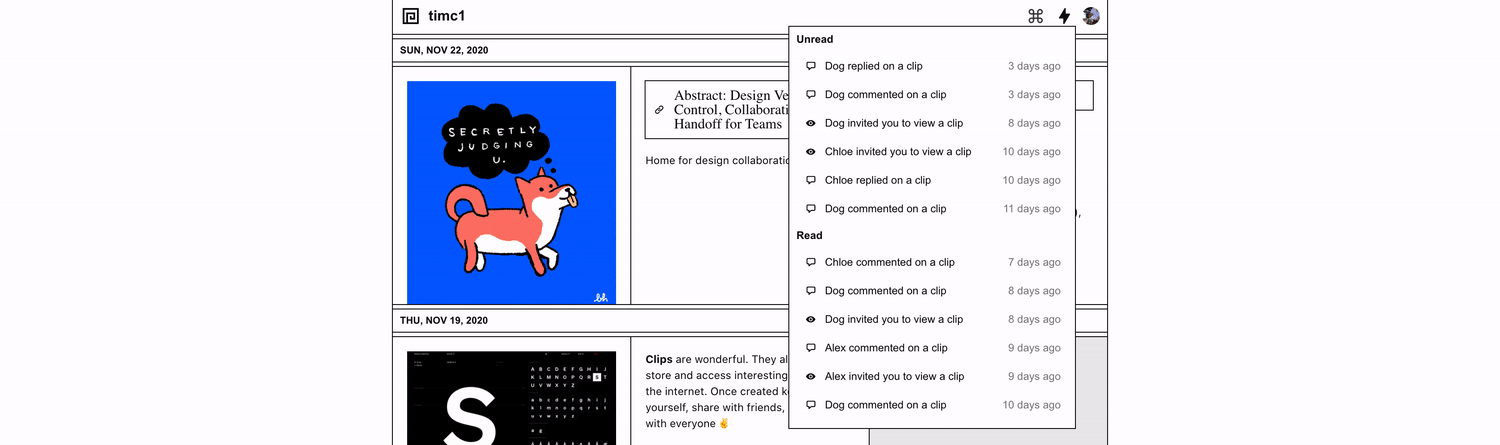 timc1
SUN, NOV 22, 2020
SECRETLY
JUDGING
U.
bh
Abstract: Design Ve
Control, Collaborati
Handoff for Teams
Home for design collaboratio
Unread
Dog replied on a clip 3 days ago
Dog commented on a clip 3 days ago
Dog invited you to view a clip 8 days ago
Chloe invited you to view a clip 10 days ago
Chloe replied on a clip 10 days ago
Dog commented on a clip 11 days ago
Read
Chloe commented on a clip 7 days ago
Dog commented on a clip 8 days ago
Dog invited you to view a clip 8 days ago
Alex commented on a clip 9 days ago
Alex invited you to view a clip 9 days ago
Dog commented on a clip 10 days ago
THU, NOV 19, 2020
S
A B C D E F G H I J
K L M N O P Q R S T
U V W X Y Z
a b c d e f g h i j
k l m n o p q r s t
u v w x y z
Clips are wonderful. They al
store and access interesting
the internet. Once created k
yourself, share with friends,
with everyone ✌️